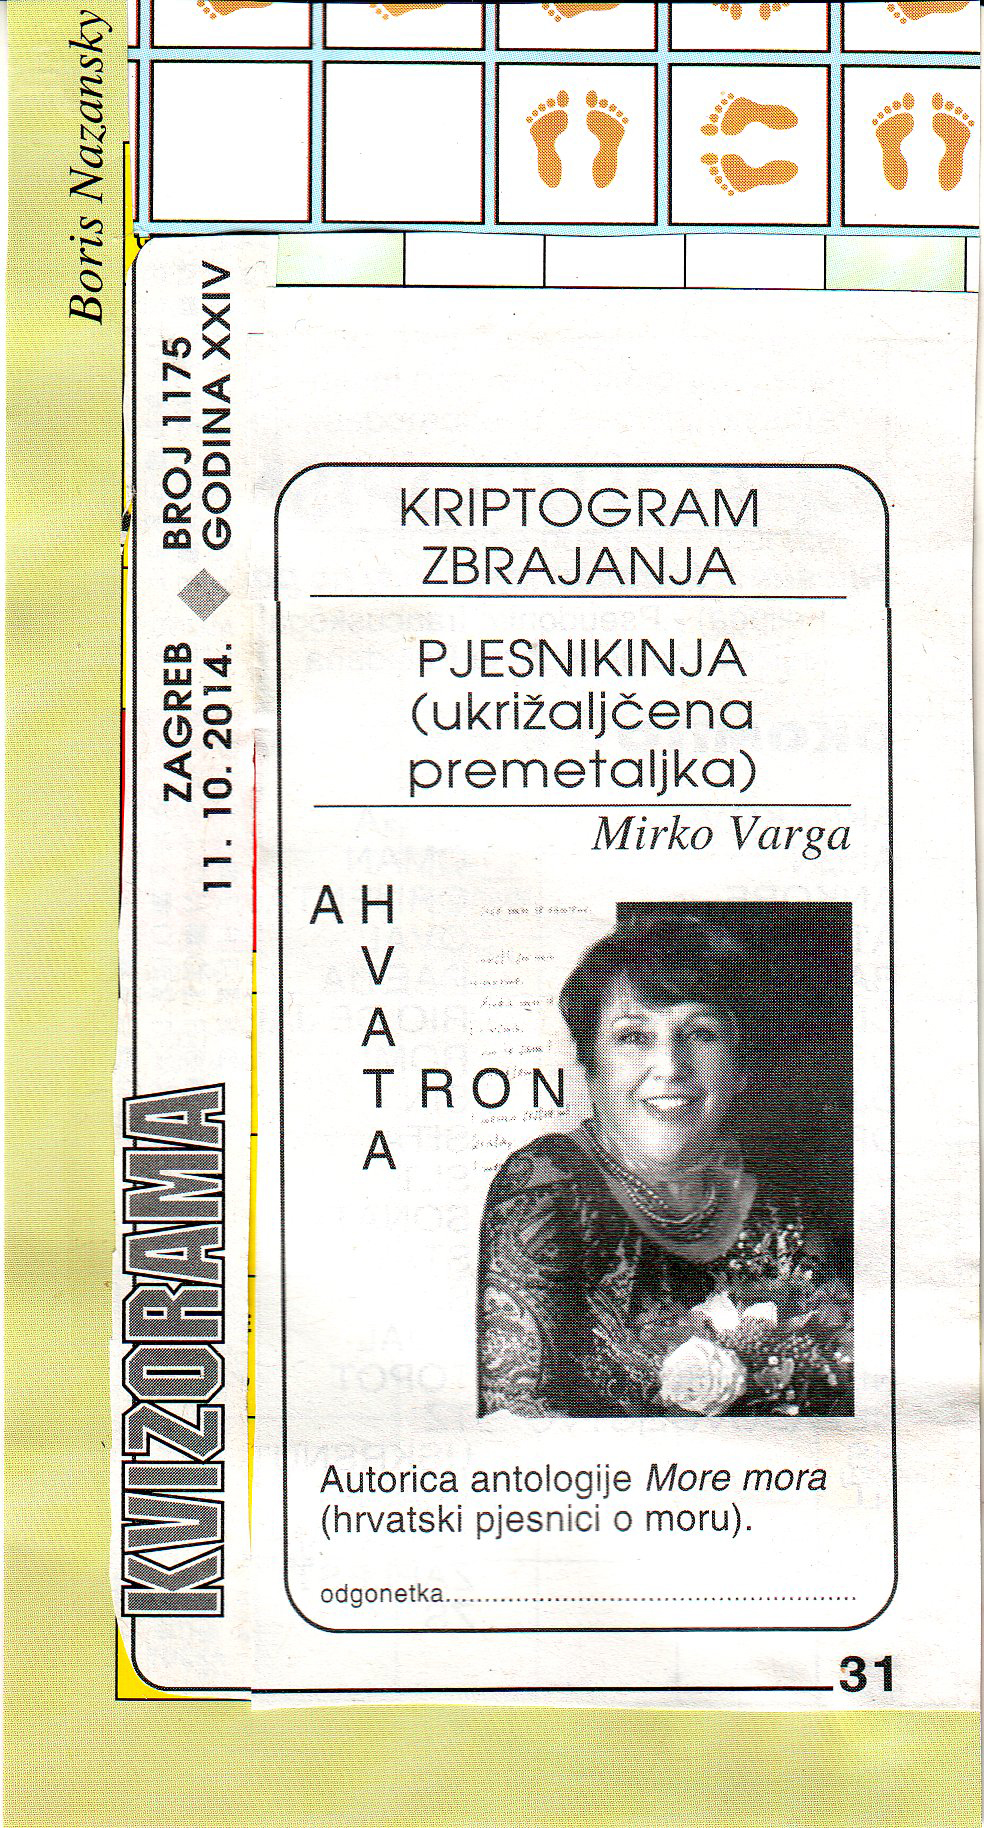 Boris Nazansky
KVIZORAMA
ZAGREB ◆ BROJ 1175
11. 10. 2014. GODINA XXIV
KRIPTOGRAM
ZBRAJANJA
PJESNIKINJA
(ukrižaljčena
premetaljka)
Mirko Varga
A H
V
A
T R O N
A
Autorica antologije More mora
(hrvatski pjesnici o moru).
odgonetka
31